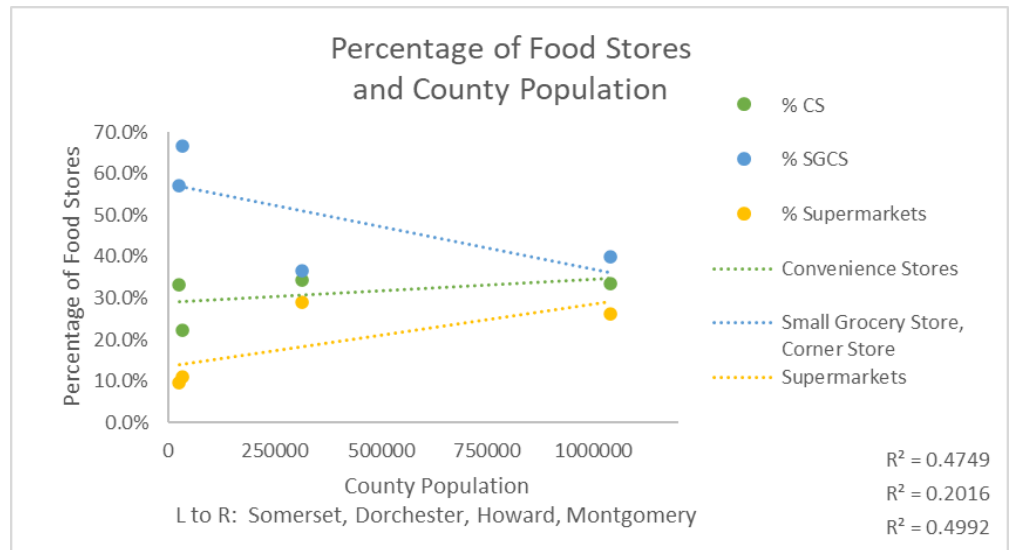 Percentage of Food Stores
and County Population
Percentage of Food Stores
70.0%
60.0%
50.0%
40.0%
30.0%
20.0%
10.0%
0.0%
0 250000 500000 750000 1000000
County Population
L to R: Somerset, Dorchester, Howard, Montgomery
% CS
% SGCS
% Supermarkets
Convenience Stores
Small Grocery Store,
Corner Store
Supermarkets
R² = 0.4749
R² = 0.2016
R² = 0.4992